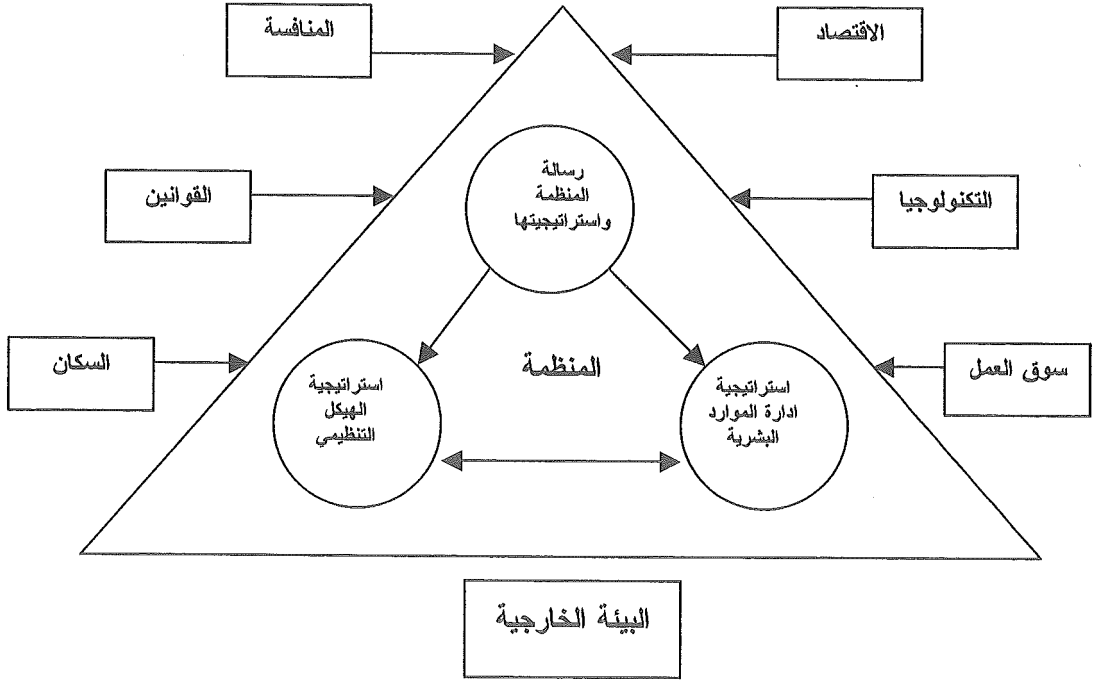 الاقتصاد
المنافسة
رسالة
المنظمة
واستراتيجيتها
التكنولوجيا
القوانين
سوق العمل
المنظمة
السكان
استراتيجية
ادارة الموارد
البشرية
استراتيجية
الهيكل
التنظيمي
البيئة الخارجية